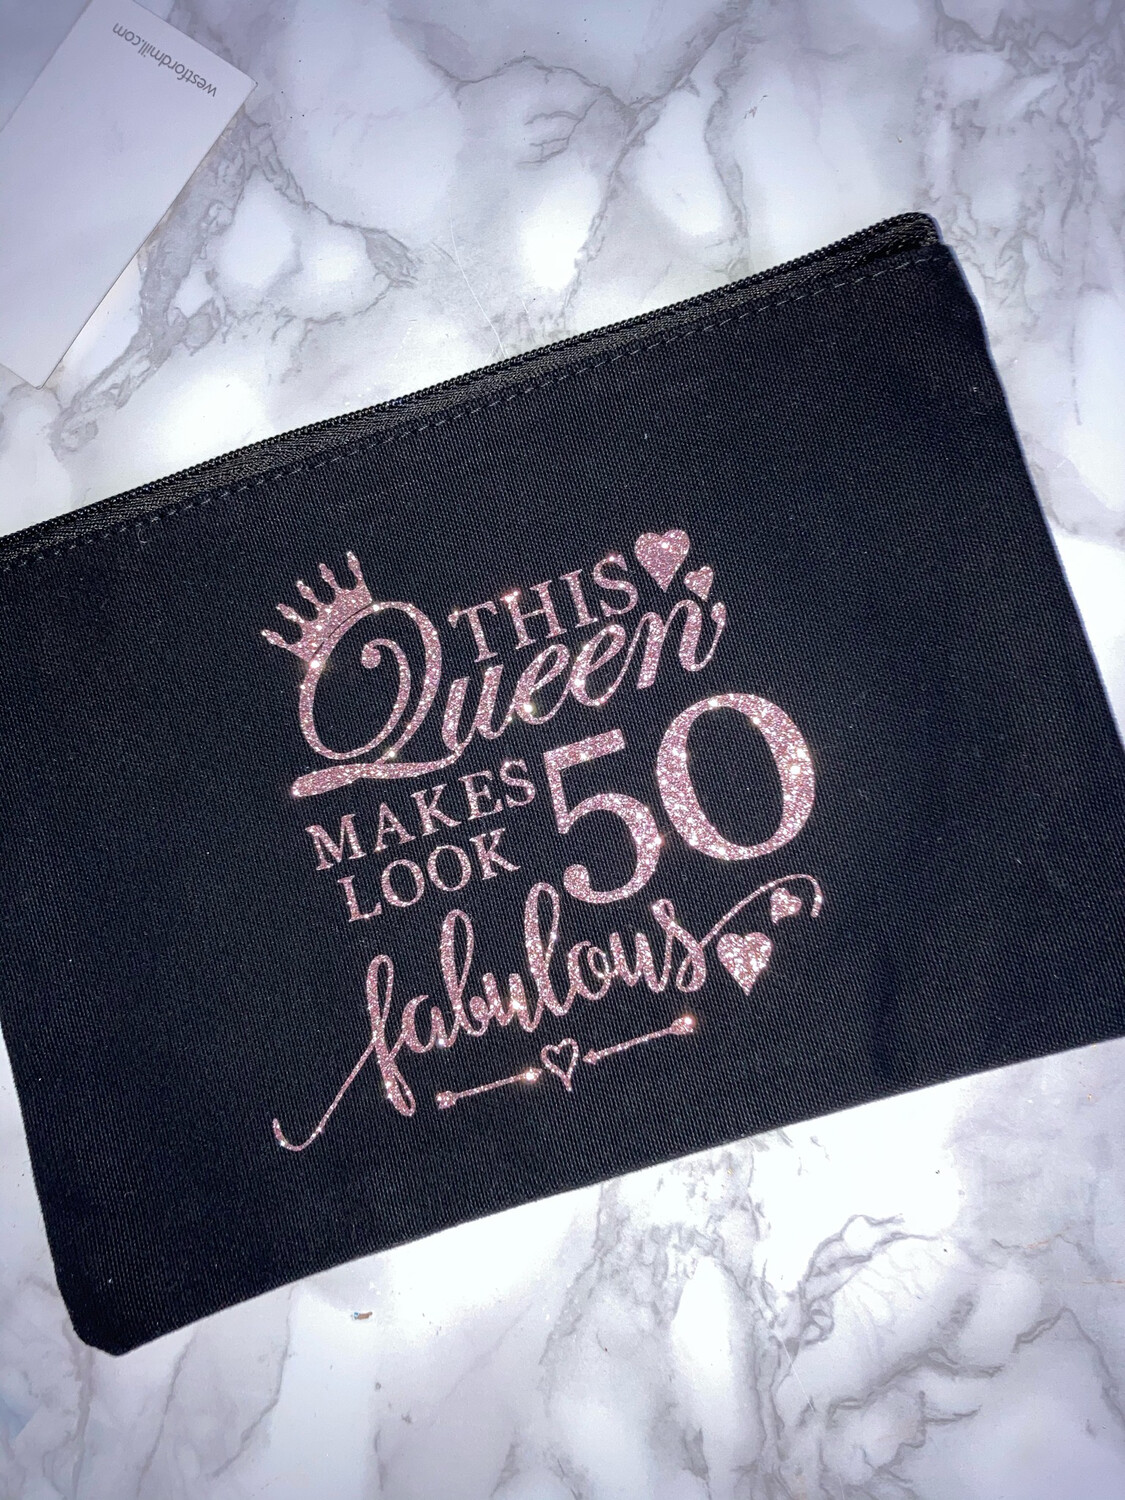 westfordmill.com
THIS
Queen
MAKES
LOOK
50
fabulous